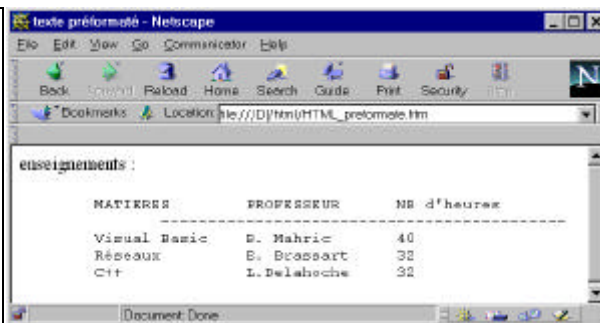 texte préformaté - Netscape
File Edit View Go Communicator Help
Back Forward Reload Home Search Guide Print Security
Bookmarks Location: file:///D|/html/HTML_preformate.htm
N
enseignements :
MATIERES PROFESSEUR NB d'heures
-------------------------------------------------
Visual Basic B. Mahric 40
Réseaux B. Brassart 32
C++ L.Delahoche 32
Document: Done